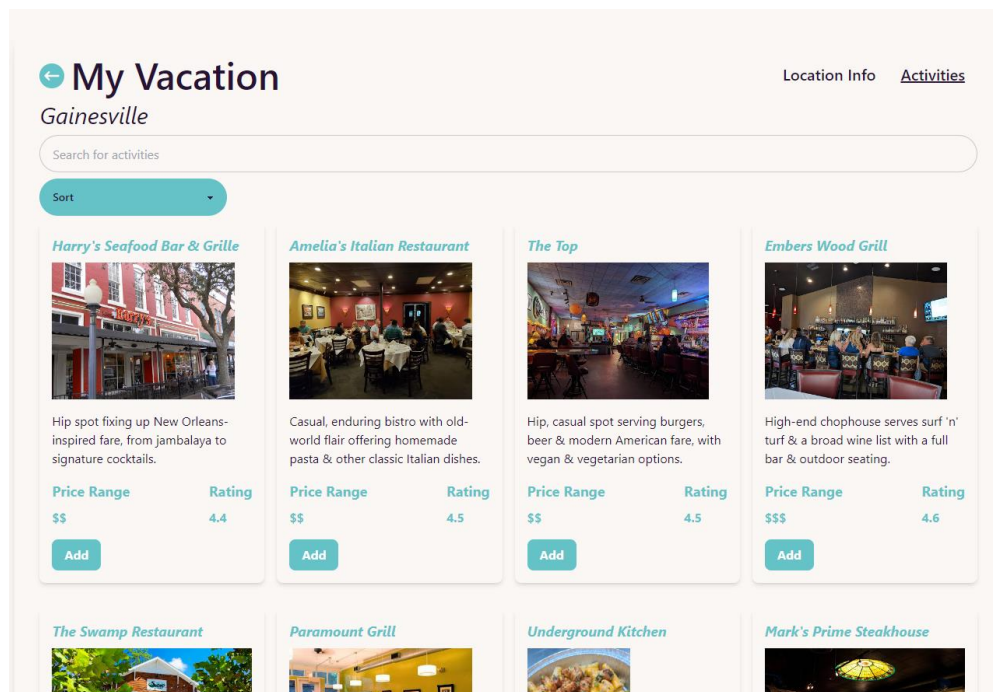 My Vacation
Location Info
Activities
Gainesville
Search for activities
Sort
Harry's Seafood Bar & Grille
Harry's
Hip spot fixing up New Orleans-
inspired fare, from jambalaya to
signature cocktails.
Price Range
Rating
$$
4.4
Add
Amelia's Italian Restaurant
Casual, enduring bistro with old-
world flair offering homemade
pasta & other classic Italian dishes.
Price Range
Rating
$$
4.5
Add
The Top
Hip, casual spot serving burgers,
beer & modern American fare, with
vegan & vegetarian options.
Price Range
Rating
$$
4.5
Add
Embers Wood Grill
High-end chophouse serves surf 'n'
turf & a broad wine list with a full
bar & outdoor seating.
Price Range
Rating
$$$
4.6
Add
The Swamp Restaurant
Paramount Grill
Underground Kitchen
Mark's Prime Steakhouse